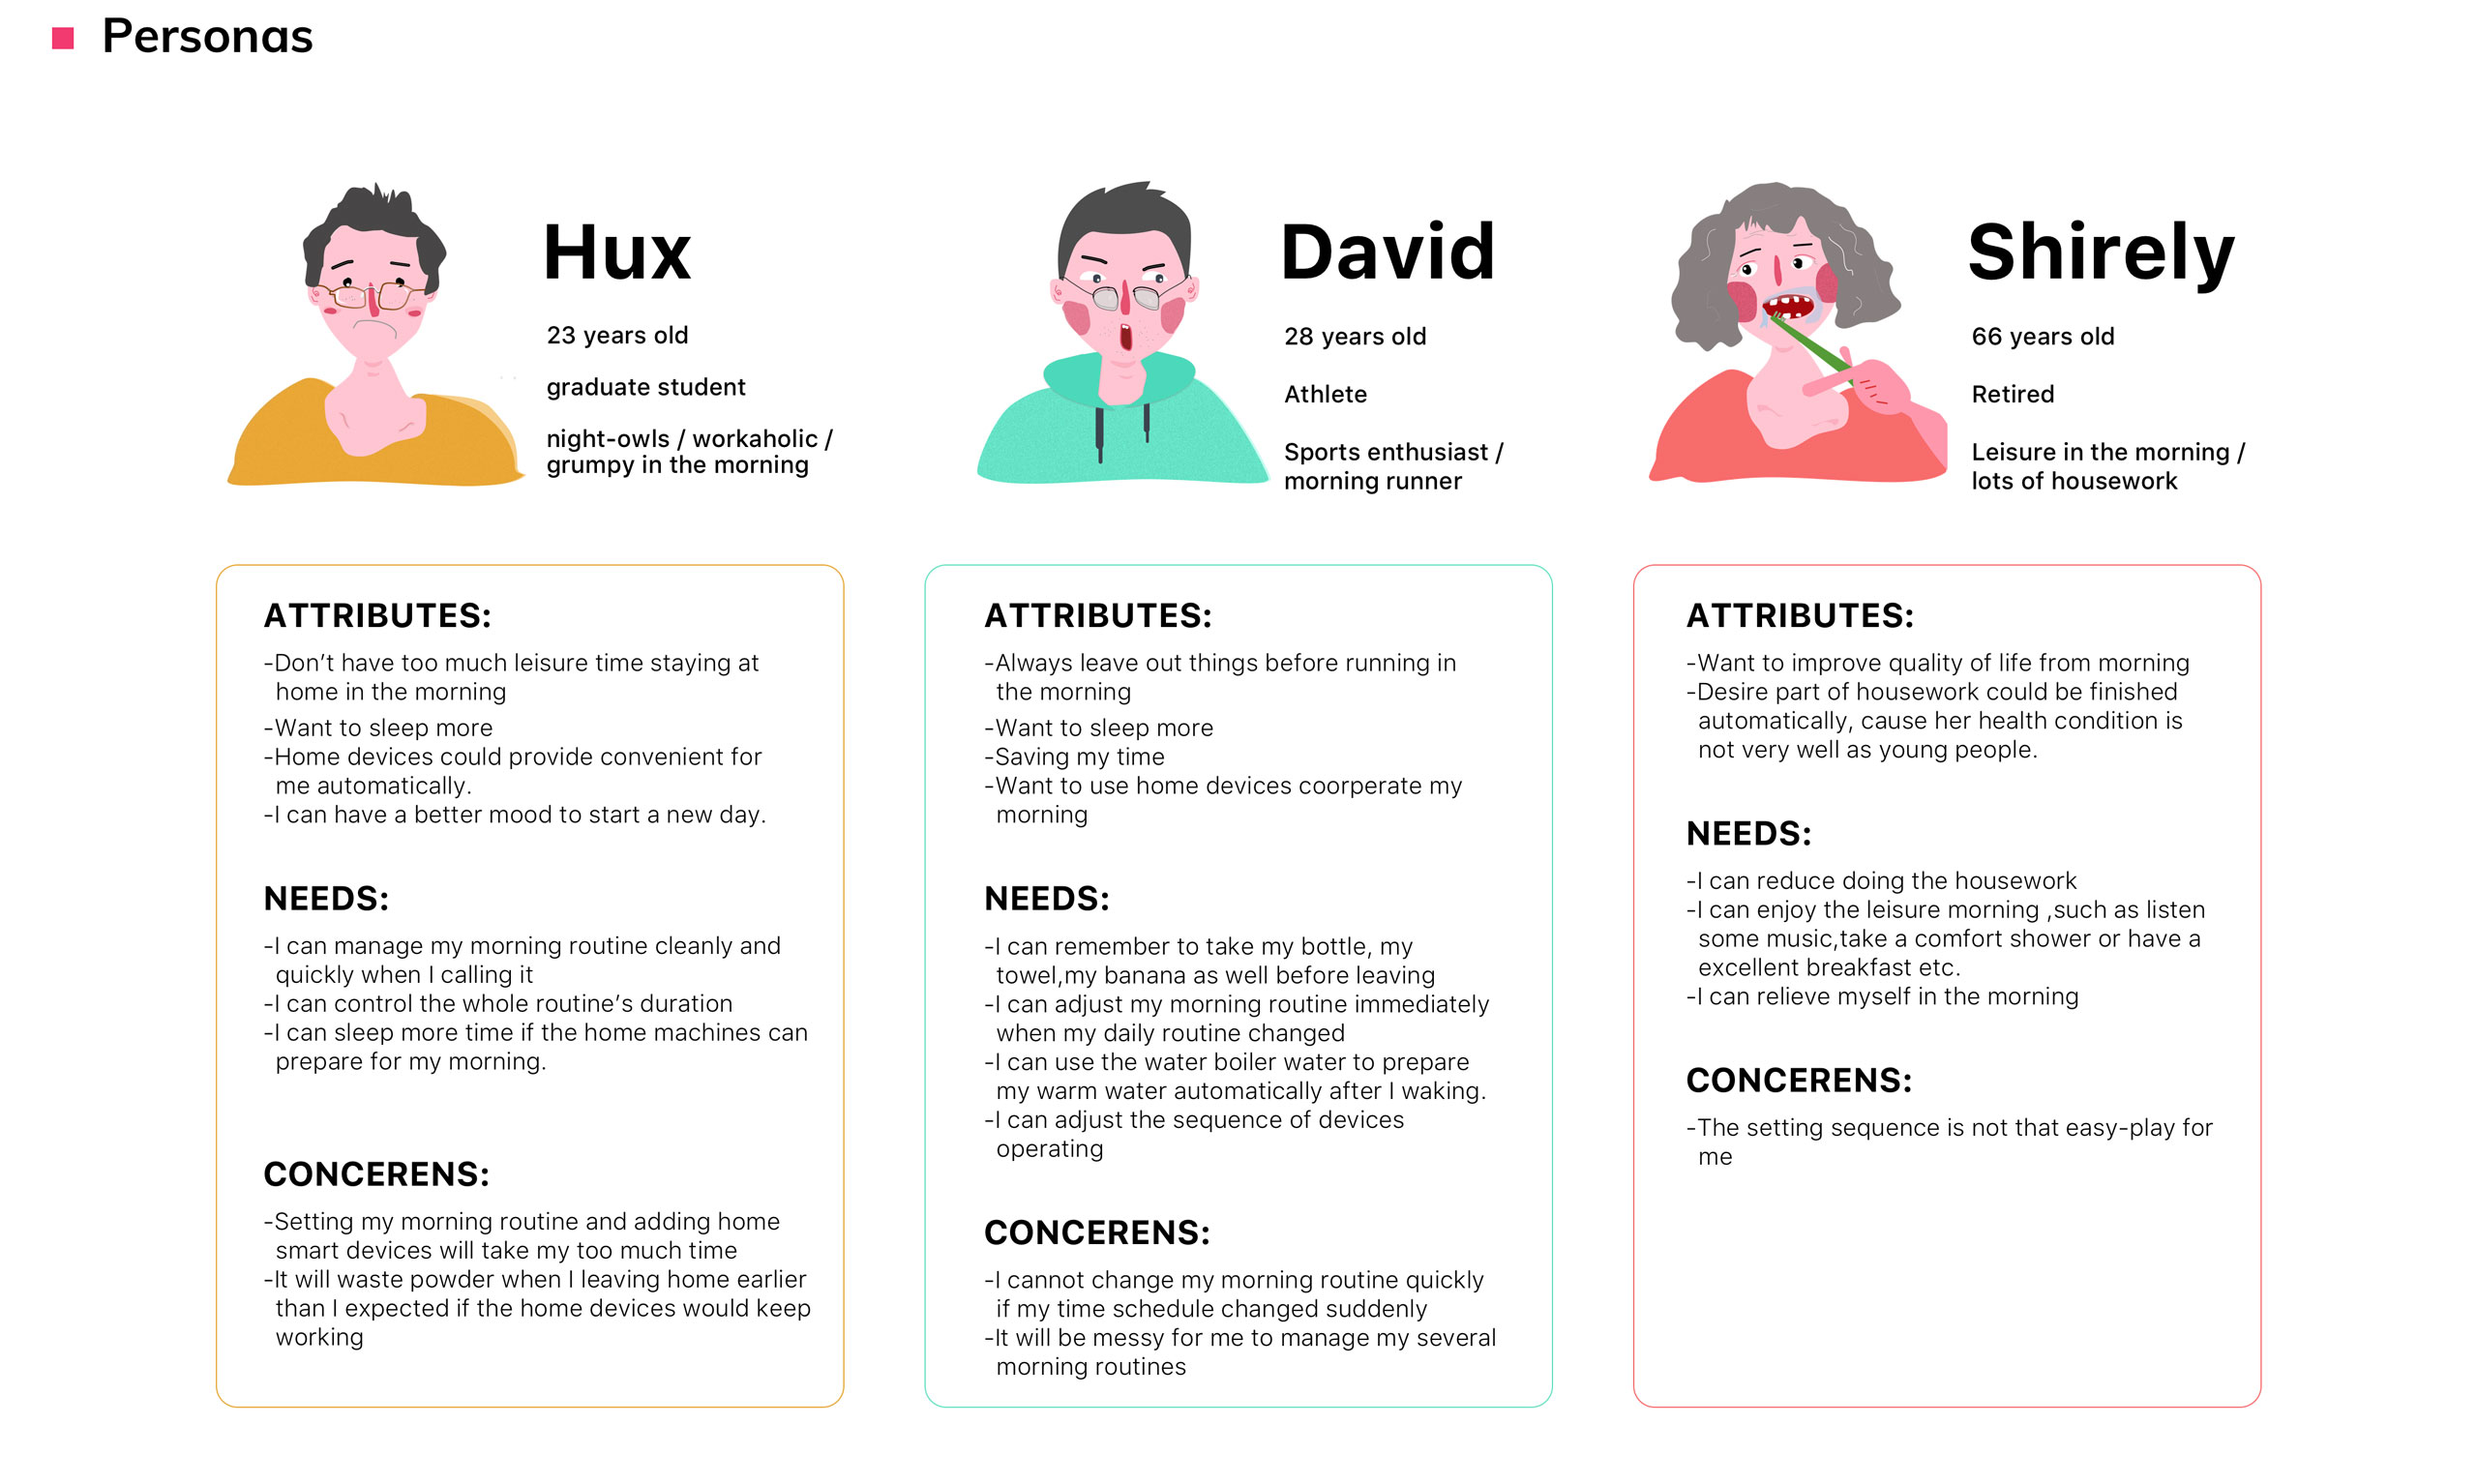 Personas
Hux
23 years old
graduate student
night-owls / workaholic /
grumpy in the morning
ATTRIBUTES:
-Don’t have too much leisure time staying at
home in the morning
-Want to sleep more
-Home devices could provide convenient for
me automatically.
-I can have a better mood to start a new day.
NEEDS:
-I can manage my morning routine cleanly and
quickly when I calling it
-I can control the whole routine’s duration
-I can sleep more time if the home machines can
prepare for my morning.
CONCERENS:
-Setting my morning routine and adding home
smart devices will take my too much time
-It will waste powder when I leaving home earlier
than I expected if the home devices would keep
working
David
28 years old
Athlete
Sports enthusiast /
morning runner
ATTRIBUTES:
-Always leave out things before running in
the morning
-Want to sleep more
-Saving my time
-Want to use home devices coorperate my
morning
NEEDS:
-I can remember to take my bottle, my
towel,my banana as well before leaving
-I can adjust my morning routine immediately
when my daily routine changed
-I can use the water boiler water to prepare
my warm water automatically after I waking.
-I can adjust the sequence of devices
operating
CONCERENS:
-I cannot change my morning routine quickly
if my time schedule changed suddenly
-It will be messy for me to manage my several
morning routines
Shirely
66 years old
Retired
Leisure in the morning /
lots of housework
ATTRIBUTES:
-Want to improve quality of life from morning
-Desire part of housework could be finished
automatically, cause her health condition is
not very well as young people.
NEEDS:
-I can reduce doing the housework
-I can enjoy the leisure morning ,such as listen
some music,take a comfort shower or have a
excellent breakfast etc.
-I can relieve myself in the morning
CONCERENS:
-The setting sequence is not that easy-play for
me